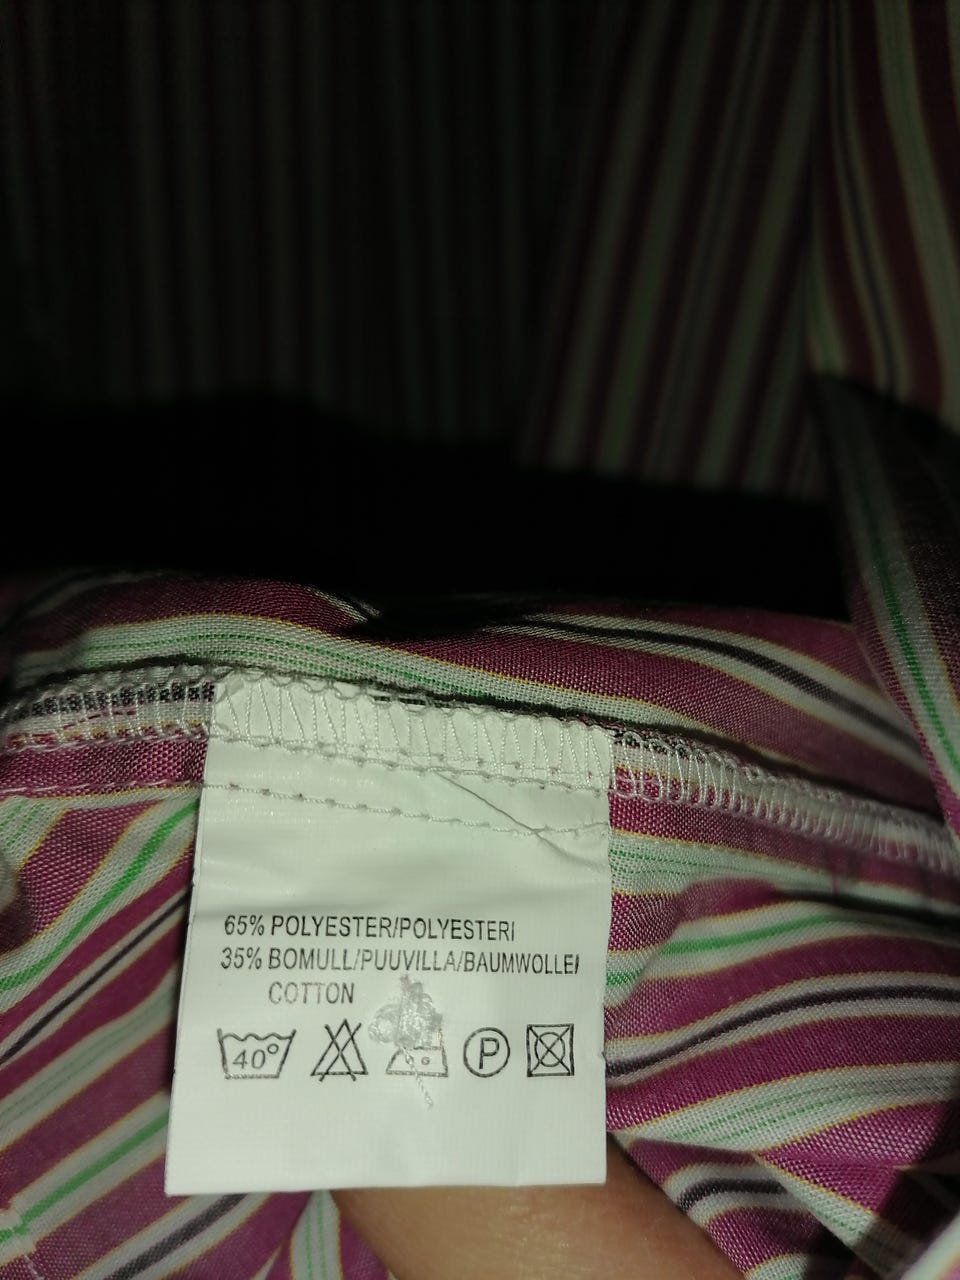 65% POLYESTER/POLYESTERI
35% BOMULL/PUUVILLA/BAUMWOLLE/
COTTON
40° P